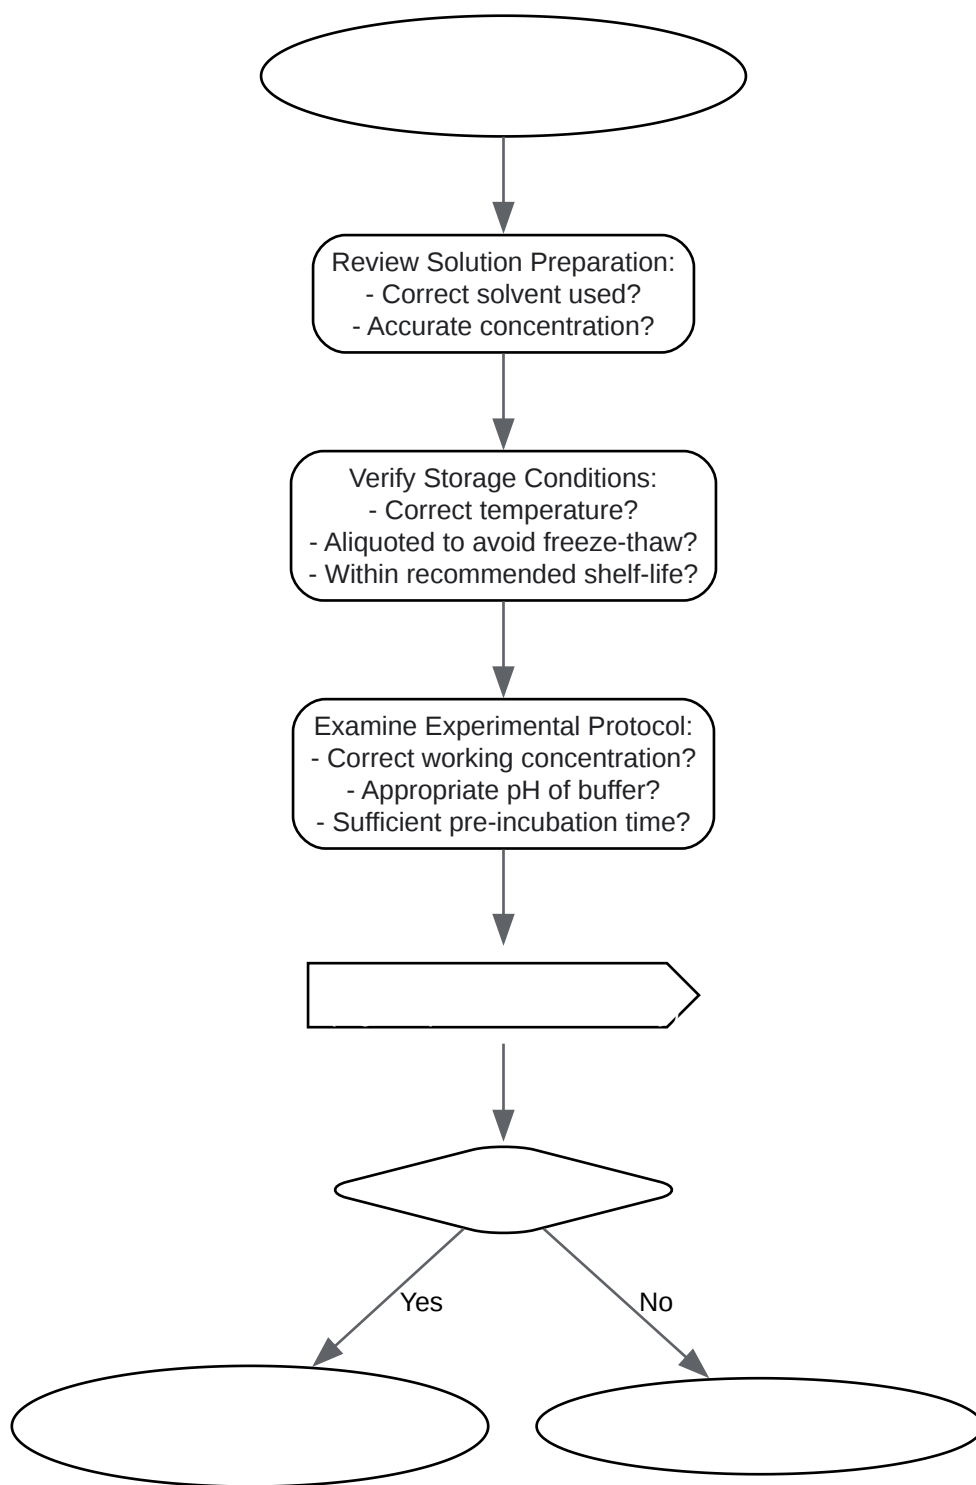 Review Solution Preparation:
- Correct solvent used?
- Accurate concentration?
Verify Storage Conditions:
- Correct temperature?
- Aliquoted to avoid freeze-thaw?
- Within recommended shelf-life?
Examine Experimental Protocol:
- Correct working concentration?
- Appropriate pH of buffer?
- Sufficient pre-incubation time?
Yes
No